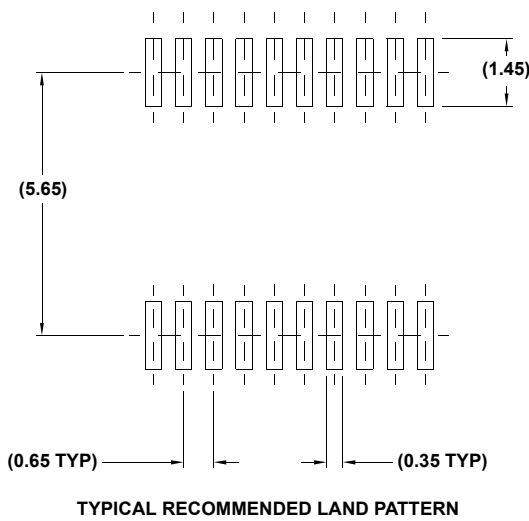 (1.45)
(5.65)
(0.65 TYP)
(0.35 TYP)
TYPICAL RECOMMENDED LAND PATTERN